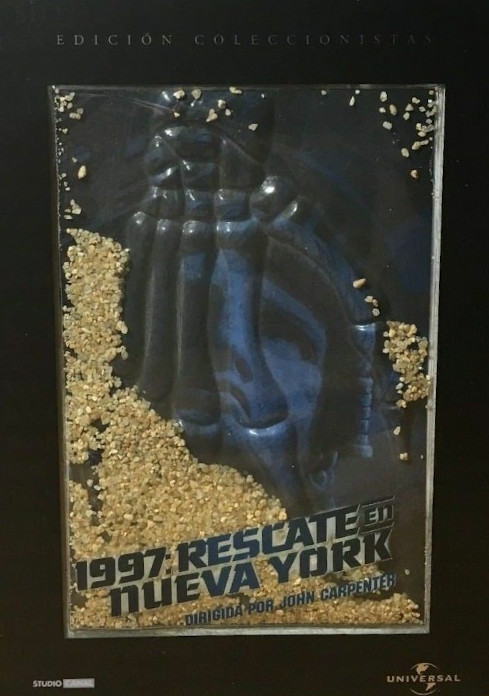 EDICIÓN COLECCIONISTAS
1997: RESCATE EN
NUEVA YORK
DIRIGIDA POR JOHN CARPENTER
STUDIO CANAL
UNIVERSAL